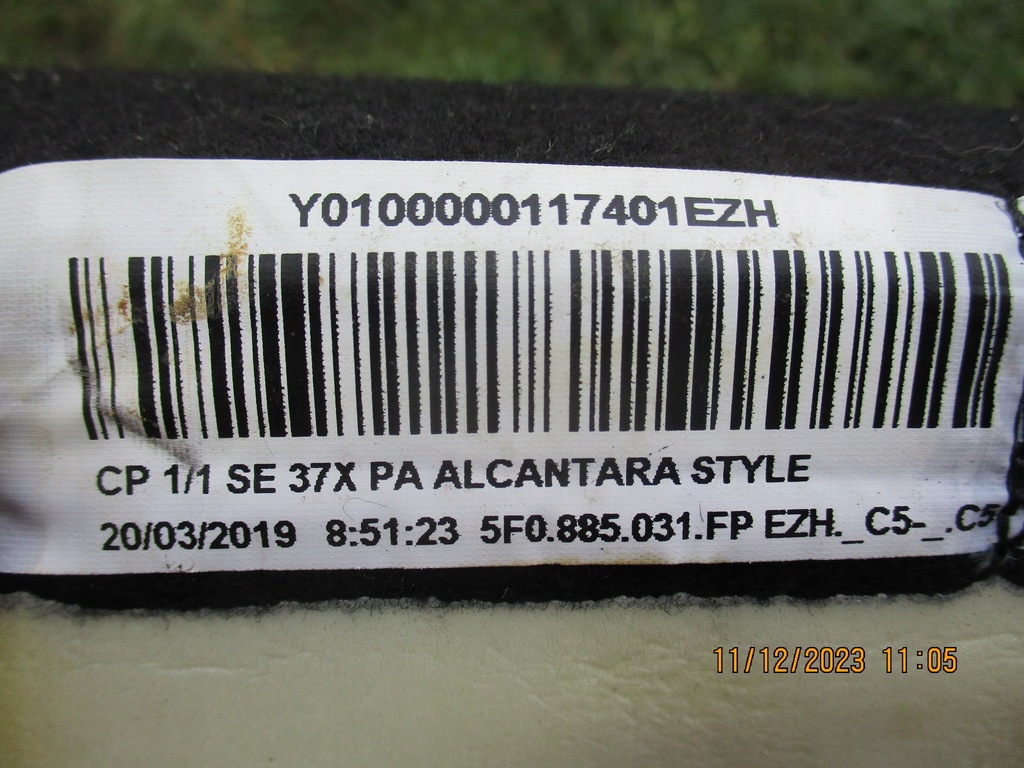 Y0100000117401EZH
CP 1/1 SE 37X PA ALCANTARA STYLE
20/03/2019 8:51:23 5F0.885.031.FP EZH._C5-_.C5
11/12/2023 11:05